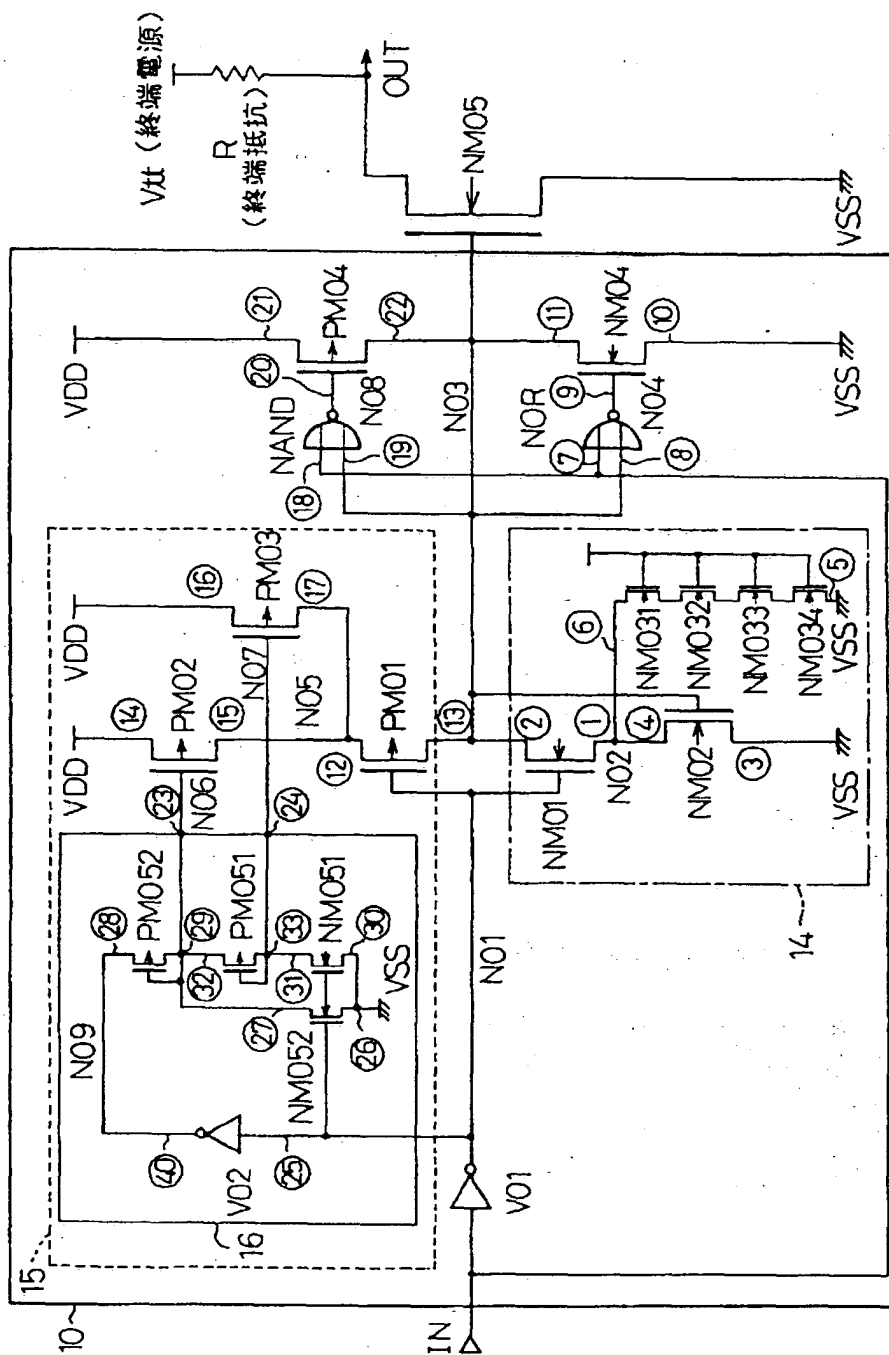 Vtt (終端電源)
R
(終端抵抗)
OUT
NM05
VSS
10
IN
V01
N01
15
16
V02
40
25
N09
28
PM052
29
32
PM051
33
31
NM051
30
27
NM052
26
VSS
VDD
14
PM02
15
23
N06
24
VDD
16
PM03
17
N07
N05
12
PM01
13
2
NM01
1
N02
4
NM02
3
VSS
14
6
NM031
NM032
NM033
NM034
5
VSS
VDD
21
PM04
20
N08
22
NAND
18
19
N03
11
NM04
10
NOR
9
N04
7
8
VSS